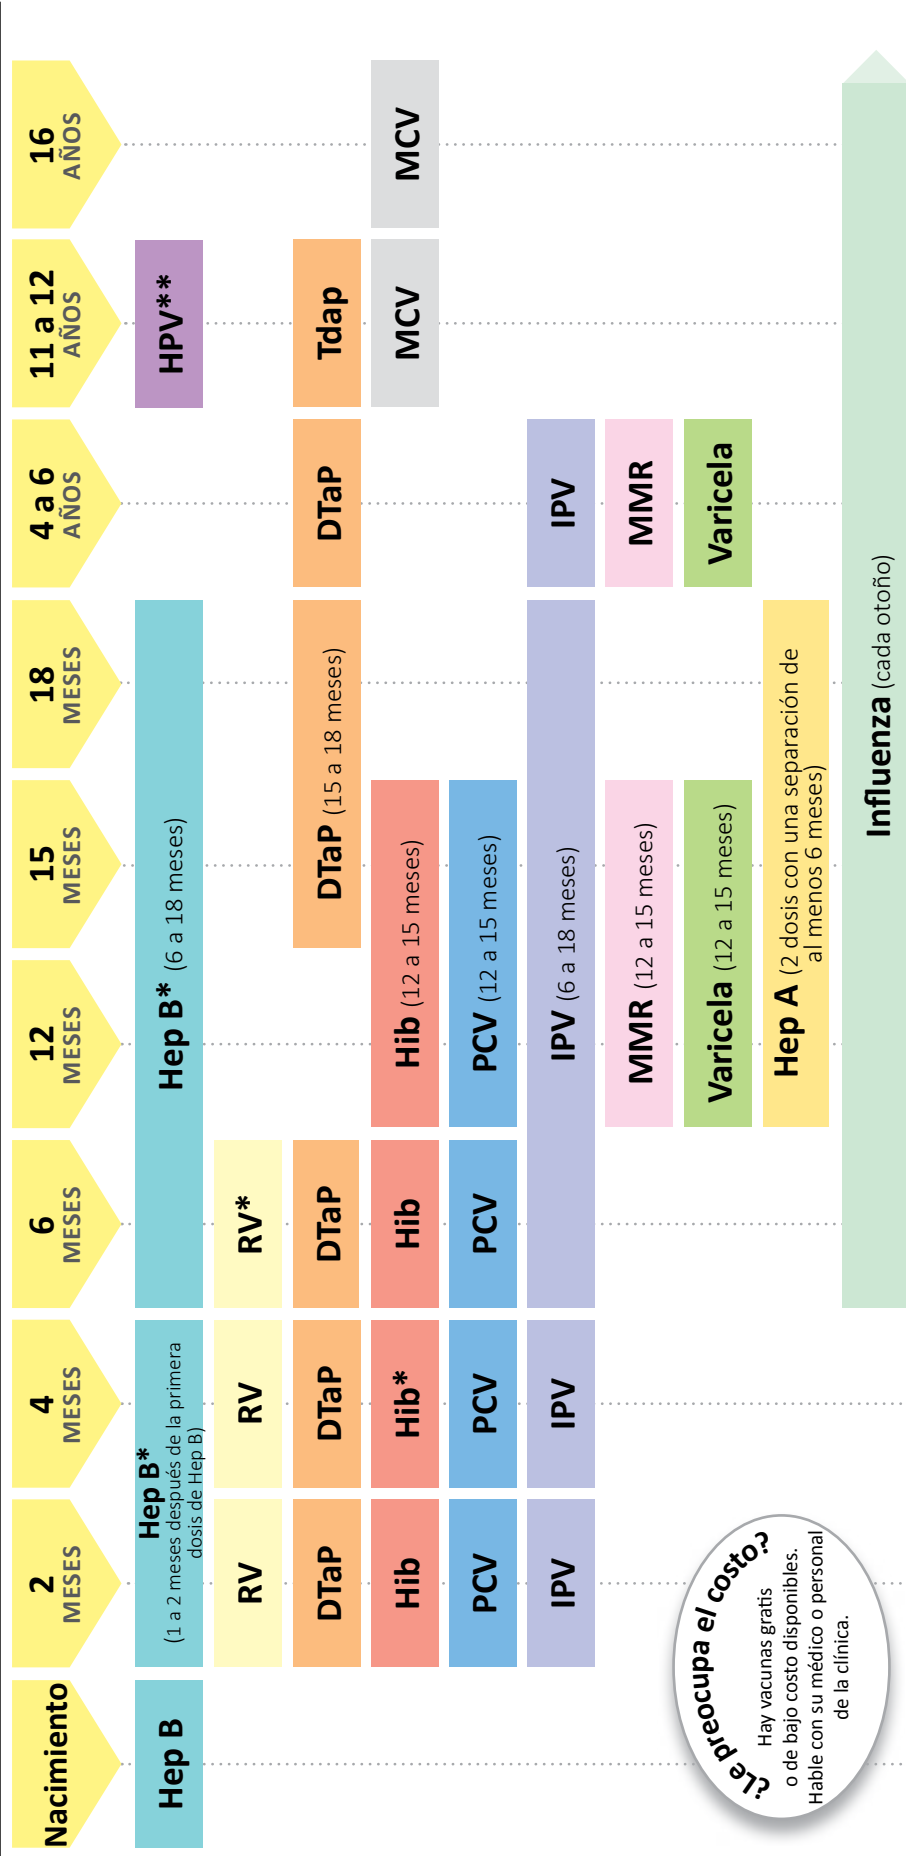 Nacimiento
2
MESES
4
MESES
6
MESES
12
MESES
15
MESES
18
MESES
4 a 6
AÑOS
11 a 12
AÑOS
16
AÑOS
Hep B
Hep B*
(1 a 2 meses después de la primera
dosis de Hep B)
Hep B* (6 a 18 meses)
HPV**
RV
RV
RV*
DTaP
DTaP
DTaP
DTaP (15 a 18 meses)
DTaP
Tdap
Hib
Hib*
Hib
Hib (12 a 15 meses)
MCV
MCV
PCV
PCV
PCV
PCV (12 a 15 meses)
IPV
IPV
IPV (6 a 18 meses)
IPV
MMR (12 a 15 meses)
MMR
Varicela (12 a 15 meses)
Varicela
Hep A (2 dosis con una separación de
al menos 6 meses)
Influenza (cada otoño)
¿Le preocupa el costo?
Hay vacunas gratis
o de bajo costo disponibles.
Hable con su médico o personal
de la clínica.